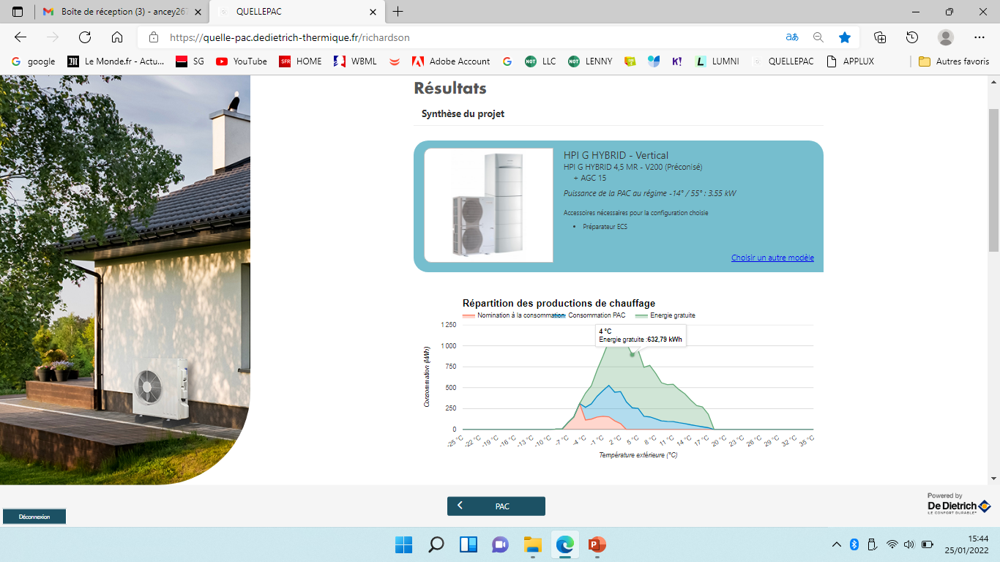 Boîte de réception (3) - ancey267
QUELLEPAC
https://quelle-pac.dedietrich-thermique.fr/richardson
google
Le Monde.fr - Actu...
SG
YouTube
SFR HOME
WBML
Adobe Account
NOT LLC
NOT LENNY
K!
L LUMNI
QUELLEPAC
APPLUX
Autres favoris
Résultats
Synthèse du projet
HPI G HYBRID - Vertical
HPI G HYBRID 4,5 MR - V200 (Préconisé)
+ AGC 15
Puissance de la PAC au régime -14° / 55° : 3.55 kW
Accessoires nécessaires pour la configuration choisie
• Préparateur ECS
Choisir un autre modèle
Répartition des productions de chauffage
Nomination à la consommation Consommation PAC Energie gratuite
4 °C
Energie gratuite :632,79 kWh
1 250
1 000
750
500
250
0
Consommation (kWh)
-25 °C -22 °C -19 °C -16 °C -13 °C -10 °C -7 °C -4 °C -1 °C 2 °C 5 °C 8 °C 11 °C 14 °C 17 °C 20 °C 23 °C 26 °C 29 °C 32 °C 35 °C
Température extérieure (°C)
Déconnexion
PAC
Powered by
De Dietrich
LE CONFORT DURABLE®
15:44
25/01/2022